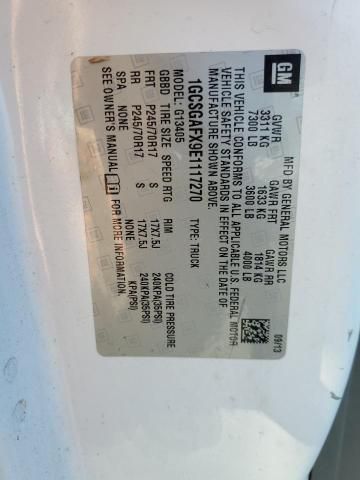 GM
MFD BY GENERAL MOTORS LLC
GVWR GAWR FRT GAWR RR
3311 KG 1633 KG 1814 KG
7300 LB 3600 LB 4000 LB
09/13
THIS VEHICLE CONFORMS TO ALL APPLICABLE U.S. FEDERAL MOTOR
VEHICLE SAFETY STANDARDS IN EFFECT ON THE DATE OF
MANUFACTURE SHOWN ABOVE.
1GCSGAFX9E1117270 TYPE: TRUCK
G13405
GBBD TIRE SIZE SPEED RTG RIM COLD TIRE PRESSURE
FRT P245/70R17 S 17X7.5J 240KPA(35PSI)
RR P245/70R17 S 17X7.5J 240KPA(35PSI)
SPA NONE NONE KPA(PSI)
SEE OWNER'S MANUAL FOR MORE INFORMATION.